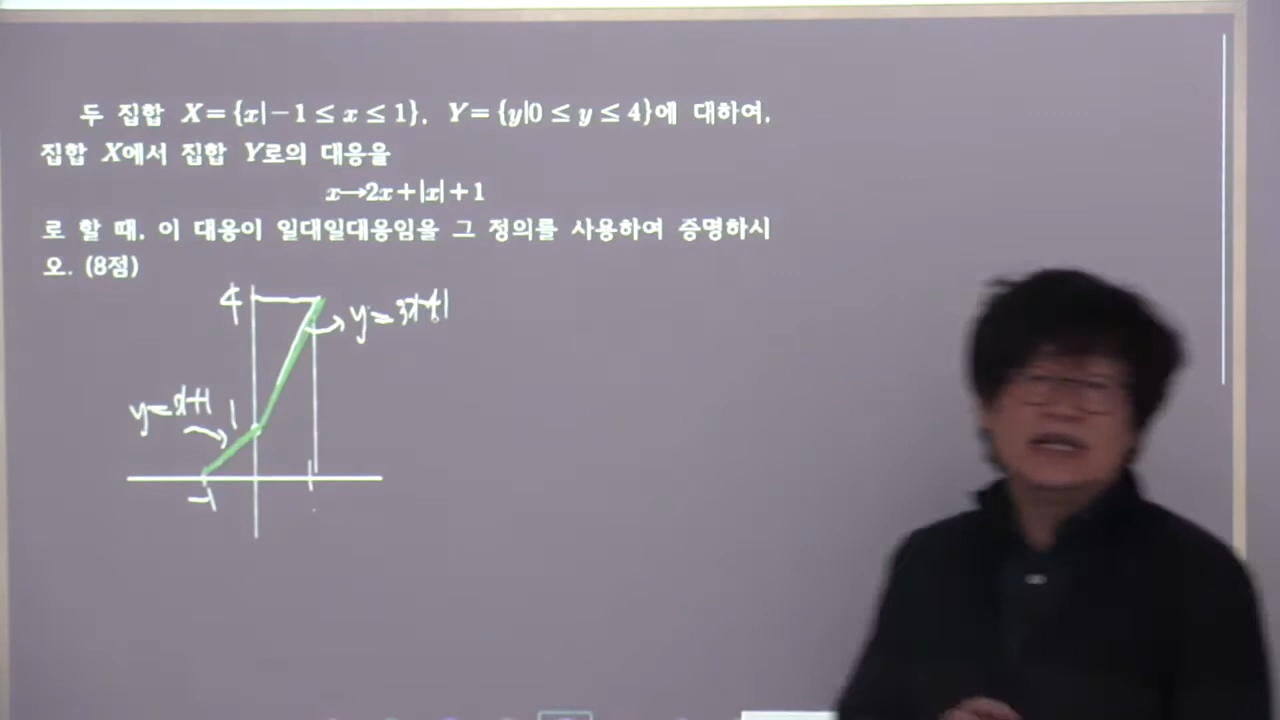 두 집합 X={x|−1≤x≤1}, Y={y|0≤y≤4}에 대하여,
집합 X에서 집합 Y로의 대응을
x→2x+|x|+1
로 할 때, 이 대응이 일대일대응임을 그 정의를 사용하여 증명하시
오. (8점)
4
y=3x+1
y=x+1
1
-1